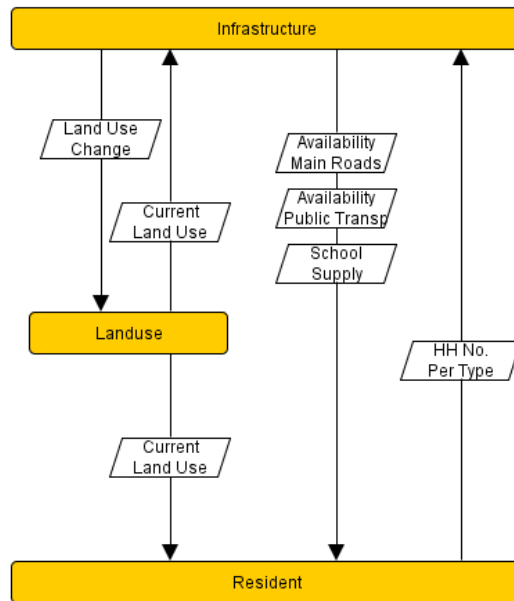 Infrastructure
Land Use
Change
Availability
Main Roads
Availability
Public Transp
Current
Land Use
School
Supply
Landuse
HH No.
Per Type
Current
Land Use
Resident